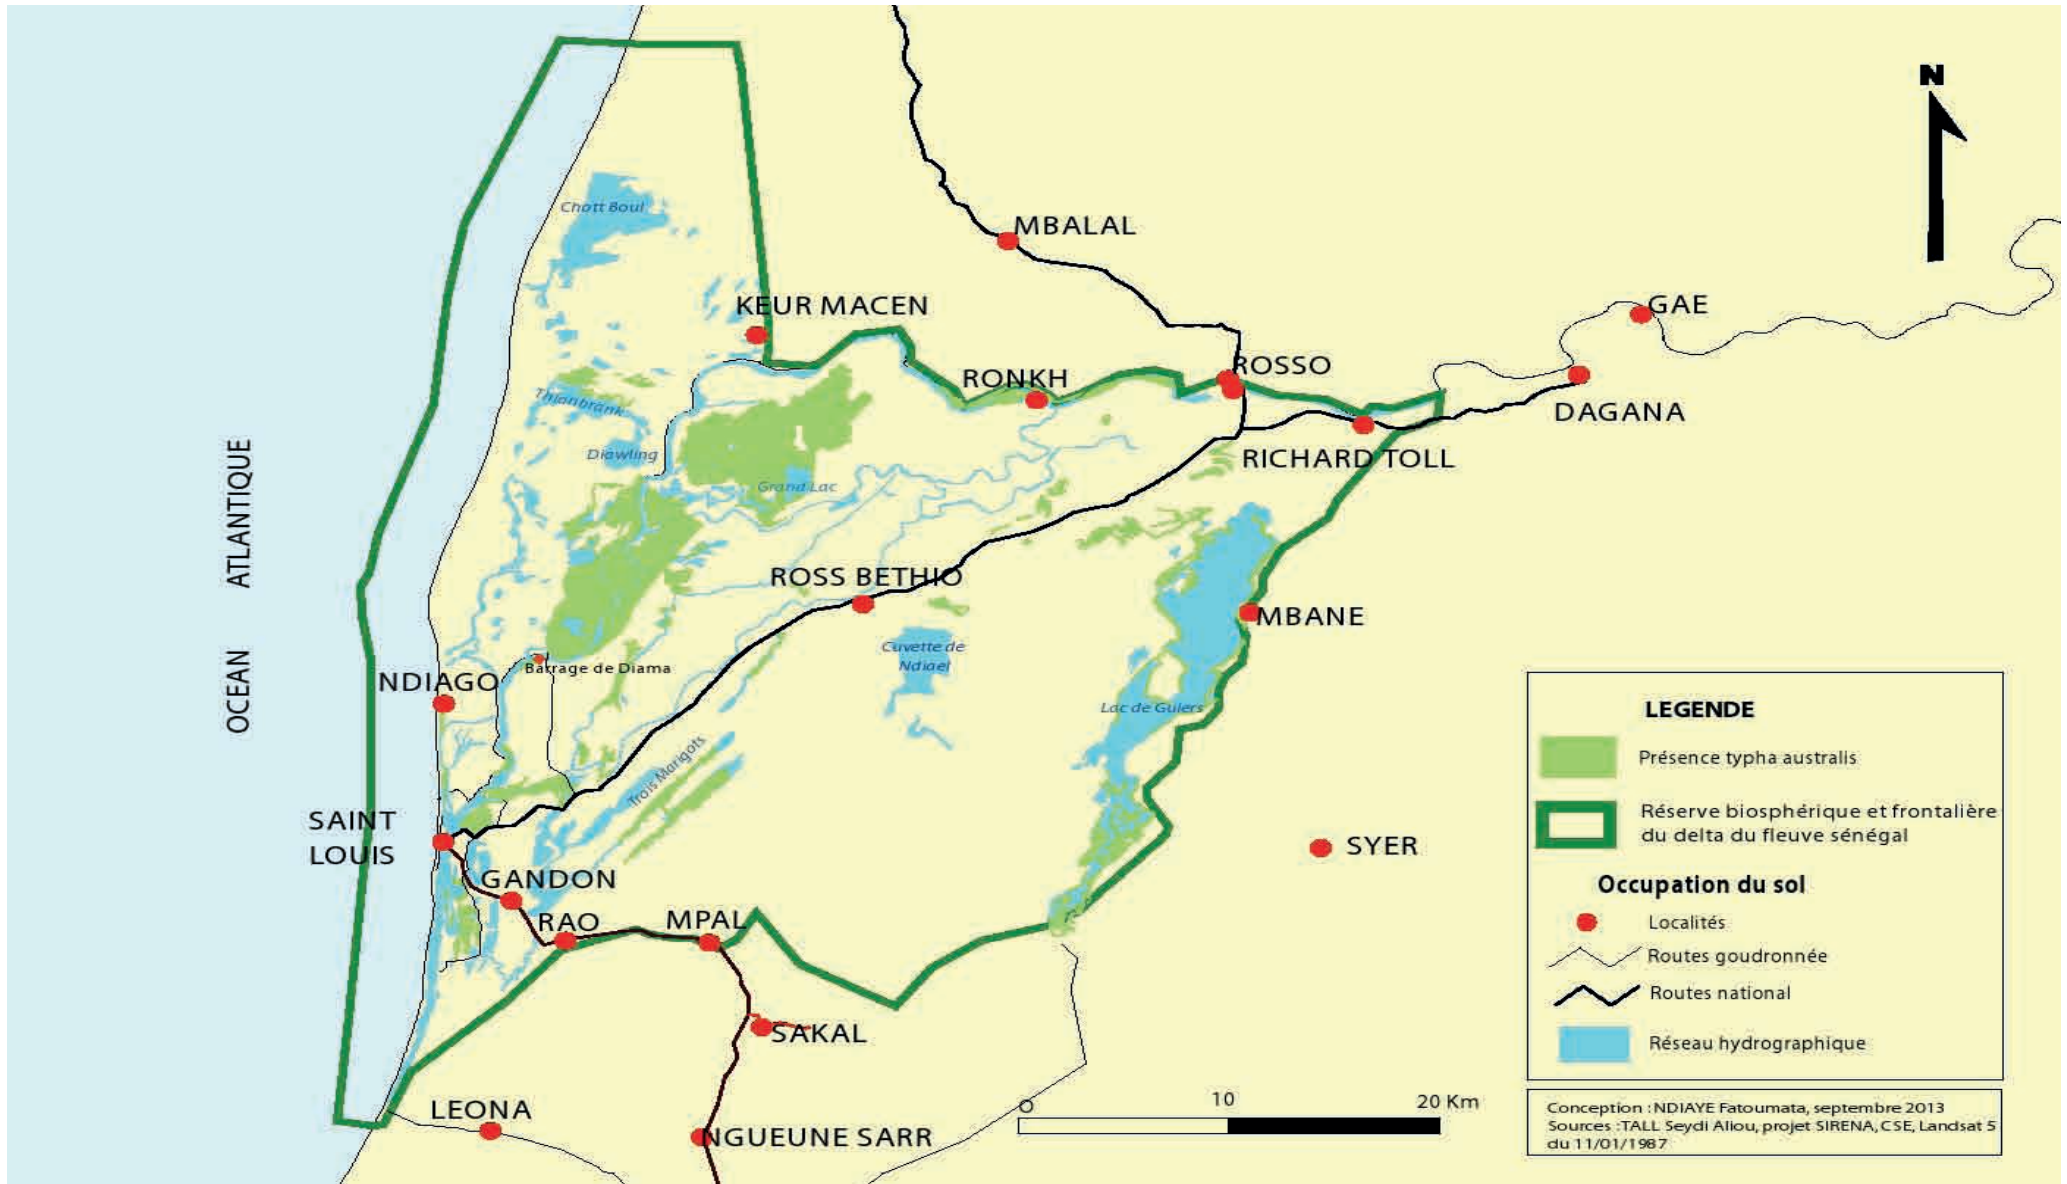 N
Chott Boul
MBALAL
KEUR MACEN
GAE
ROSSO
RONKH
Thianbrank
DAGANA
Diawling
RICHARD TOLL
Grand Lac
OCEAN ATLANTIQUE
ROSS BETHIO
MBANE
Cuvette de
Ndiael
Barrage de Diama
NDIAGO
Lac de Guiers
Trois Marigots
SAINT
LOUIS
SYER
GANDON
RAO
MPAL
SAKAL
LEONA
NGUEUNE SARR
O 10 20 Km
LEGENDE
Présence typha australis
Réserve biosphérique et frontalière
du delta du fleuve sénégal
Occupation du sol
Localités
Routes goudronnée
Routes national
Réseau hydrographique
Conception : NDIAYE Fatoumata, septembre 2013
Sources :TALL Seydi Aliou, projet SIRENA, CSE, Landsat 5
du 11/01/1987